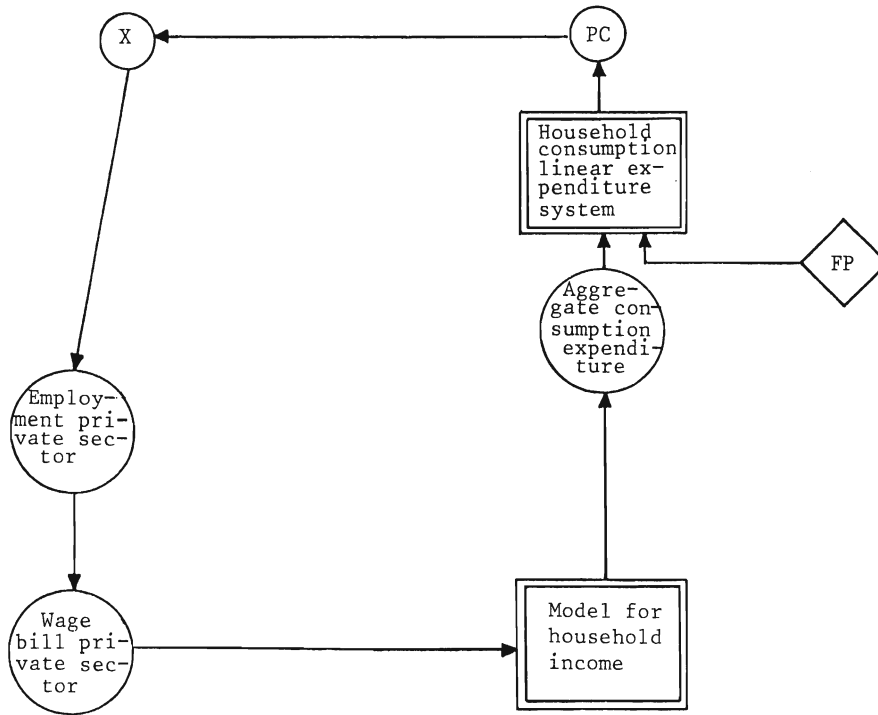 X
PC
Household
consumption
linear ex-
penditure
system
FP
Aggre-
gate con-
sumption
expendi-
ture
Employ-
ment pri-
vate sec-
tor
Wage
bill pri-
vate sec-
tor
Model for
household
income